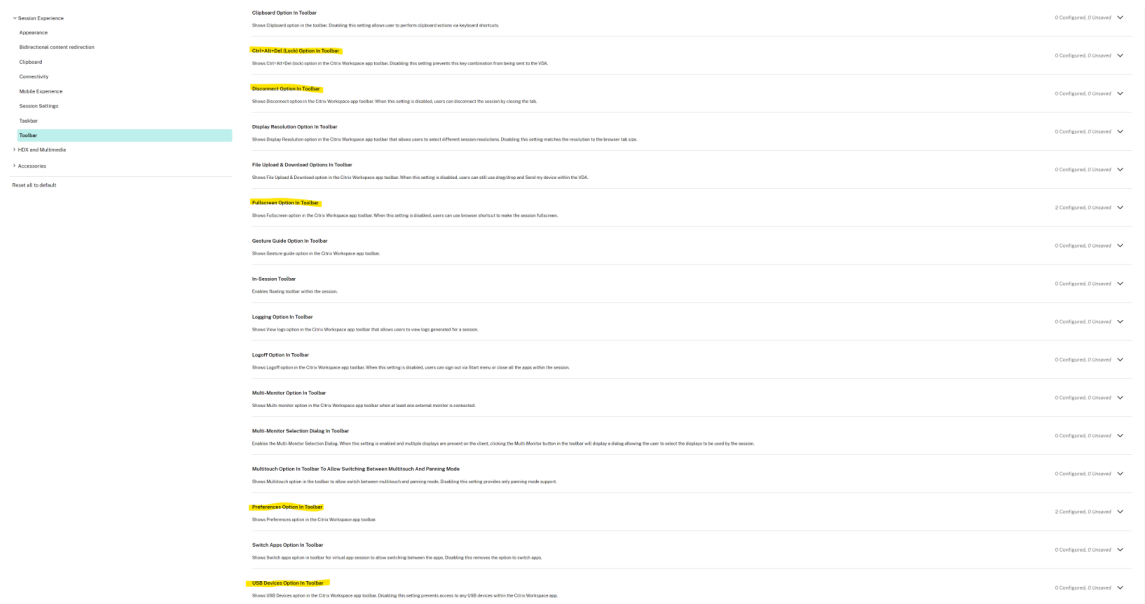 Session Experience
Appearance
Bidirectional content redirection
Clipboard
Connectivity
Mobile Experience
Session Settings
Taskbar
Toolbar
HDX and Multimedia
Accessories
Reset all to default
Clipboard Option In Toolbar
Shows Clipboard option in the toolbar. Disabling this setting allows user to perform clipboard actions via keyboard shortcuts.
0 Configured, 0 Unsaved
Ctrl+Alt+Del (Lock) Option In Toolbar
Shows Ctrl+Alt+Del (lock) option in the Citrix Workspace app toolbar. Disabling this setting prevents this key combination from being sent to the VDA.
0 Configured, 0 Unsaved
Disconnect Option In Toolbar
Shows Disconnect option in the Citrix Workspace app toolbar. When this setting is disabled, users can disconnect the session by closing the tab.
0 Configured, 0 Unsaved
Display Resolution Option In Toolbar
Shows Display Resolution option in the Citrix Workspace app toolbar that allows users to select different session resolutions. Disabling this setting matches the resolution to the browser tab size.
0 Configured, 0 Unsaved
File Upload & Download Options In Toolbar
Shows File Upload & Download option in the Citrix Workspace app toolbar. When this setting is disabled, users can still use drag/drop and Send my device within the VDA.
0 Configured, 0 Unsaved
Fullscreen Option In Toolbar
Shows Fullscreen option in the Citrix Workspace app toolbar. When this setting is disabled, users can use browser shortcut to make the session fullscreen.
2 Configured, 0 Unsaved
Gesture Guide Option In Toolbar
Shows Gesture guide option in the Citrix Workspace app toolbar.
0 Configured, 0 Unsaved
In-Session Toolbar
Enables floating toolbar within the session.
0 Configured, 0 Unsaved
Logging Option In Toolbar
Shows View logs option in the Citrix Workspace app toolbar that allows users to view logs generated for a session.
0 Configured, 0 Unsaved
Logoff Option In Toolbar
Shows Logoff option in the Citrix Workspace app toolbar. When this setting is disabled, users can sign out via Start menu or close all the apps within the session.
0 Configured, 0 Unsaved
Multi-Monitor Option In Toolbar
Shows Multi-monitor option in the Citrix Workspace app toolbar when at least one external monitor is connected.
0 Configured, 0 Unsaved
Multi-Monitor Selection Dialog In Toolbar
Enables the Multi-Monitor Selection Dialog. When this setting is enabled and multiple displays are present on the client, clicking the Multi-Monitor button in the toolbar will display a dialog allowing the user to select the displays to be used by the session.
0 Configured, 0 Unsaved
Multitouch Option In Toolbar To Allow Switching Between Multitouch And Panning Mode
Shows Multitouch option in the toolbar to allow switch between multitouch and panning mode. Disabling this setting provides only panning mode support.
0 Configured, 0 Unsaved
Preferences Option In Toolbar
Shows Preferences option in the Citrix Workspace app toolbar.
2 Configured, 0 Unsaved
Switch Apps Option In Toolbar
Shows Switch apps option in toolbar for virtual app session to allow switching between the apps. Disabling this removes the option to switch apps.
0 Configured, 0 Unsaved
USB Devices Option In Toolbar
Shows USB Devices option in the Citrix Workspace app toolbar. Disabling this setting prevents access to any USB devices within the Citrix Workspace app.
0 Configured, 0 Unsaved